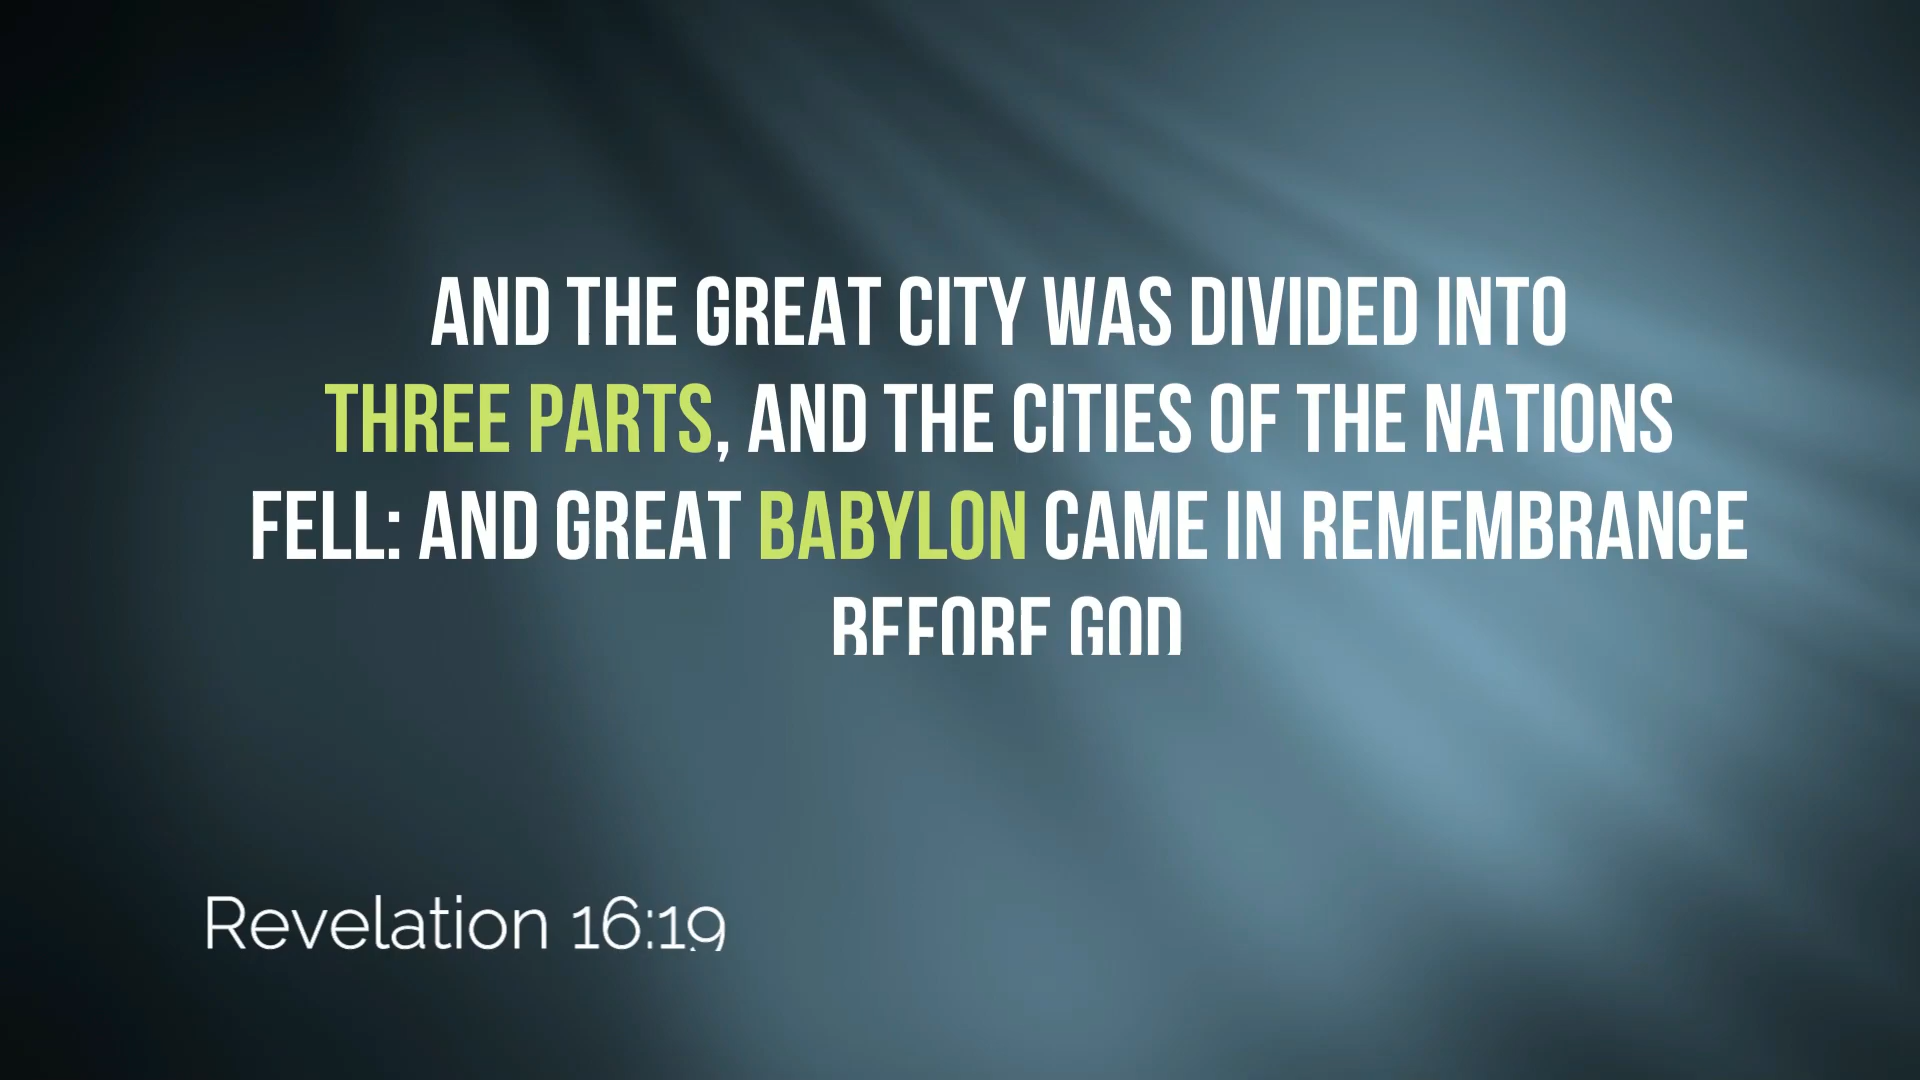 AND THE GREAT CITY WAS DIVIDED INTO
THREE PARTS, AND THE CITIES OF THE NATIONS
FELL: AND GREAT BABYLON CAME IN REMEMBRANCE
BEFORE GOD
Revelation 16:19